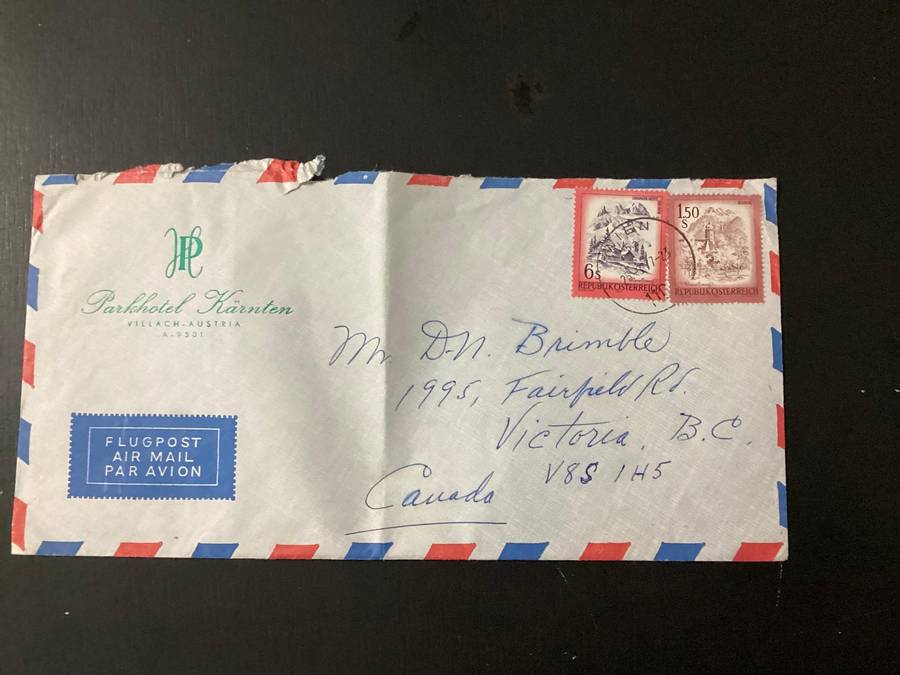 HP
Parkhotel Kärnten
VILLACH-AUSTRIA
A-9501
6s
REPUBLIK ÖSTERREICH
1.50
S
REPUBLIK ÖSTERREICH
WIEN
Mr. D.N. Brimble
1995, Fairfield Rd.
Victoria, B.C.
V8S 1H5
Canada
FLUGPOST
AIR MAIL
PAR AVION